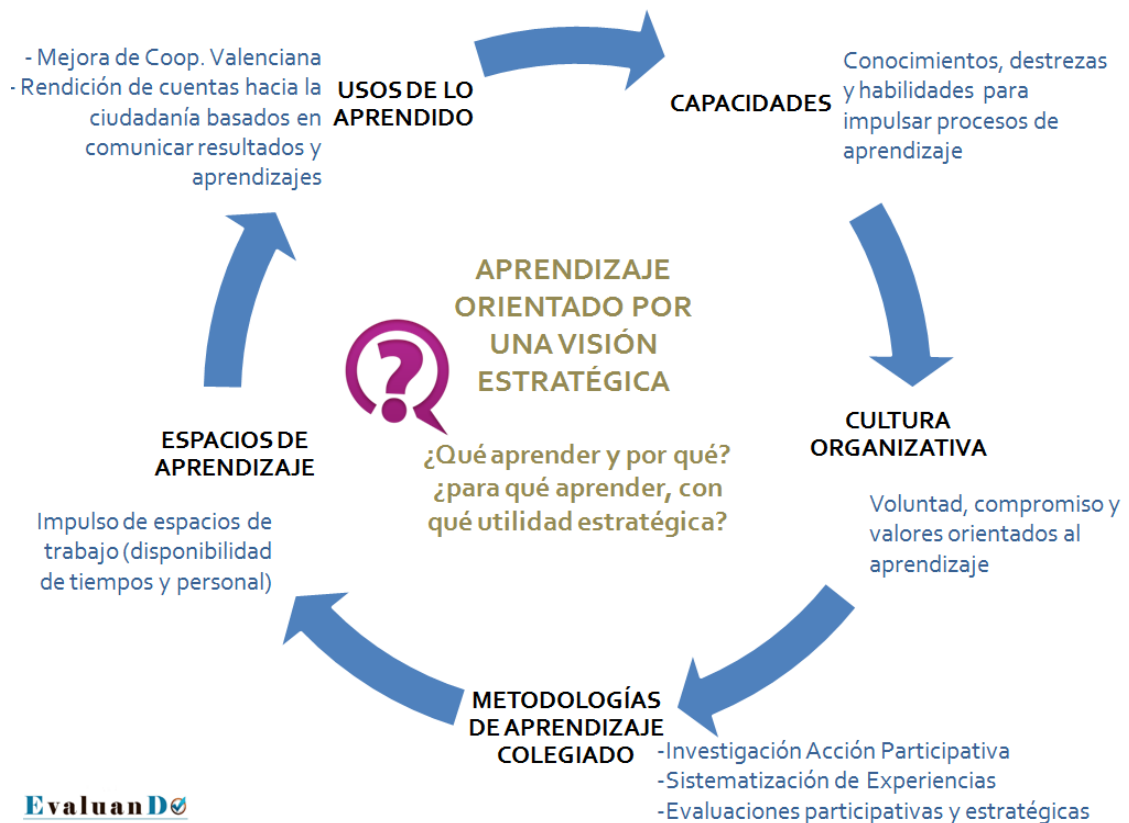 - Mejora de Coop. Valenciana
- Rendición de cuentas hacia la
ciudadanía basados en
comunicar resultados y
aprendizajes
USOS DE LO
APRENDIDO
CAPACIDADES
Conocimientos, destrezas
y habilidades para
impulsar procesos de
aprendizaje
APRENDIZAJE
ORIENTADO POR
UNA VISIÓN
ESTRATÉGICA
?
¿Qué aprender y por qué?
¿para qué aprender, con
qué utilidad estratégica?
CULTURA
ORGANIZATIVA
Voluntad, compromiso y
valores orientados al
aprendizaje
ESPACIOS DE
APRENDIZAJE
Impulso de espacios de
trabajo (disponibilidad
de tiempos y personal)
METODOLOGÍAS
DE APRENDIZAJE
COLEGIADO
-Investigación Acción Participativa
-Sistematización de Experiencias
-Evaluaciones participativas y estratégicas
EvaluanDo